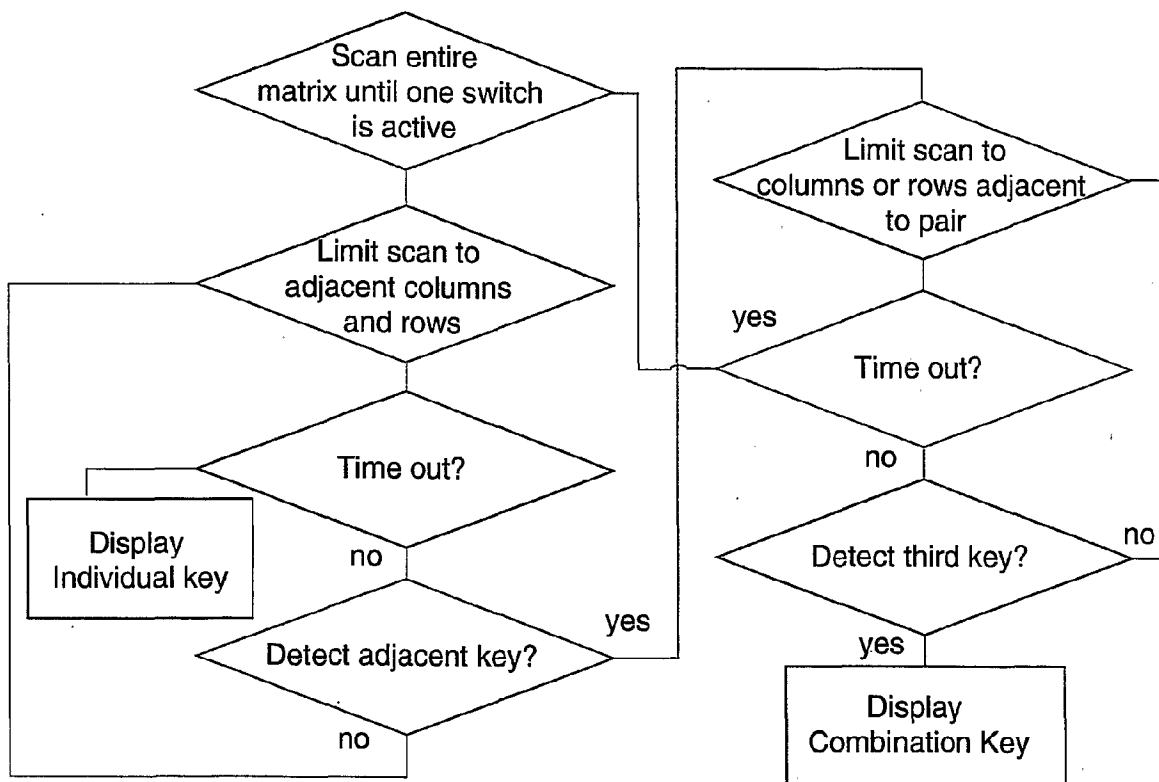 Scan entire
matrix until one switch
is active
Limit scan to
adjacent columns
and rows
Time out?
Display
Individual key
no
Detect adjacent key?
yes
no
Limit scan to
columns or rows adjacent
to pair
yes
Time out?
no
Detect third key?
no
yes
Display
Combination Key